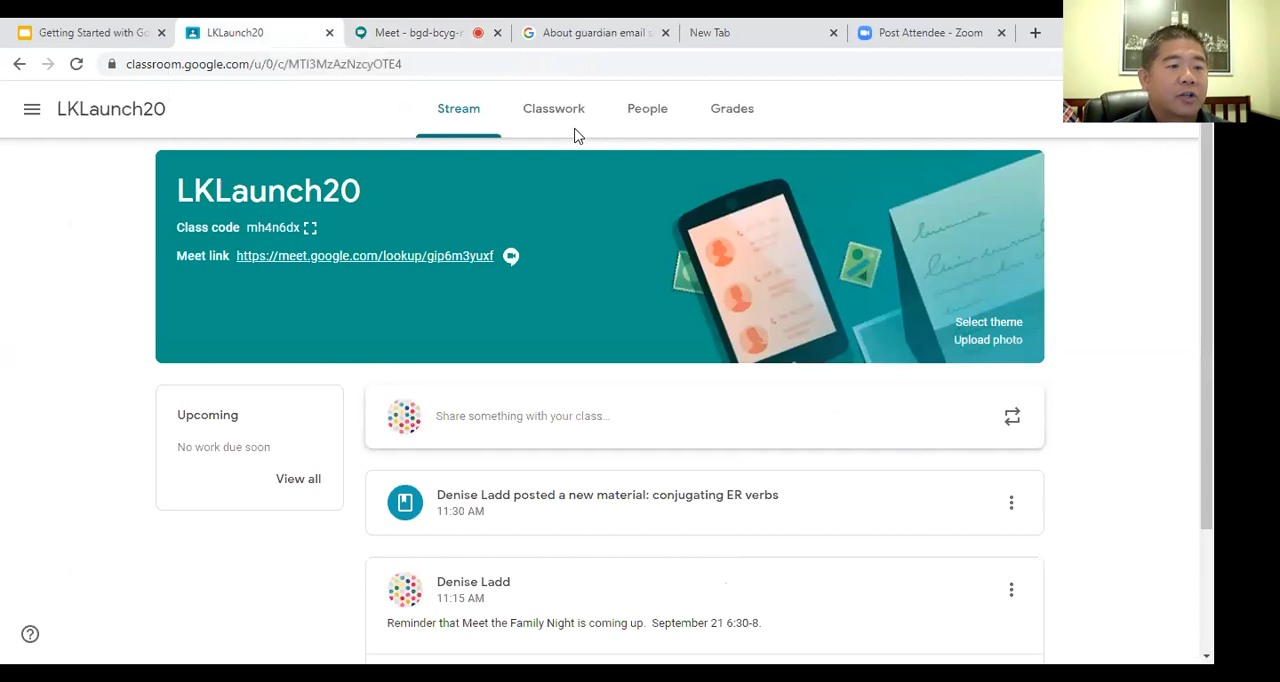 Getting Started with Go
LKLaunch20
Meet - bgd-bcyg-r
About guardian email s
New Tab
Post Attendee - Zoom
classroom.google.com/u/0/c/MTI3MzAzNzcyOTE4
LKLaunch20
Stream
Classwork
People
Grades
LKLaunch20
Class code mh4n6dx
Meet link https://meet.google.com/lookup/gip6m3yuxf
Select theme
Upload photo
Upcoming
No work due soon
View all
Share something with your class...
Denise Ladd posted a new material: conjugating ER verbs
11:30 AM
Denise Ladd
11:15 AM
Reminder that Meet the Family Night is coming up. September 21 6:30-8.